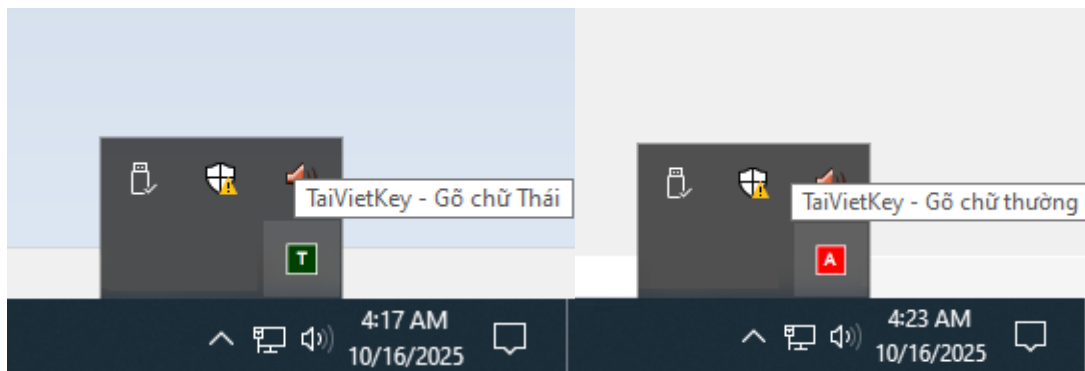 TaiVietKey - Gõ chữ Thái
T
4:17 AM
10/16/2025
TaiVietKey - Gõ chữ thường
A
4:23 AM
10/16/2025